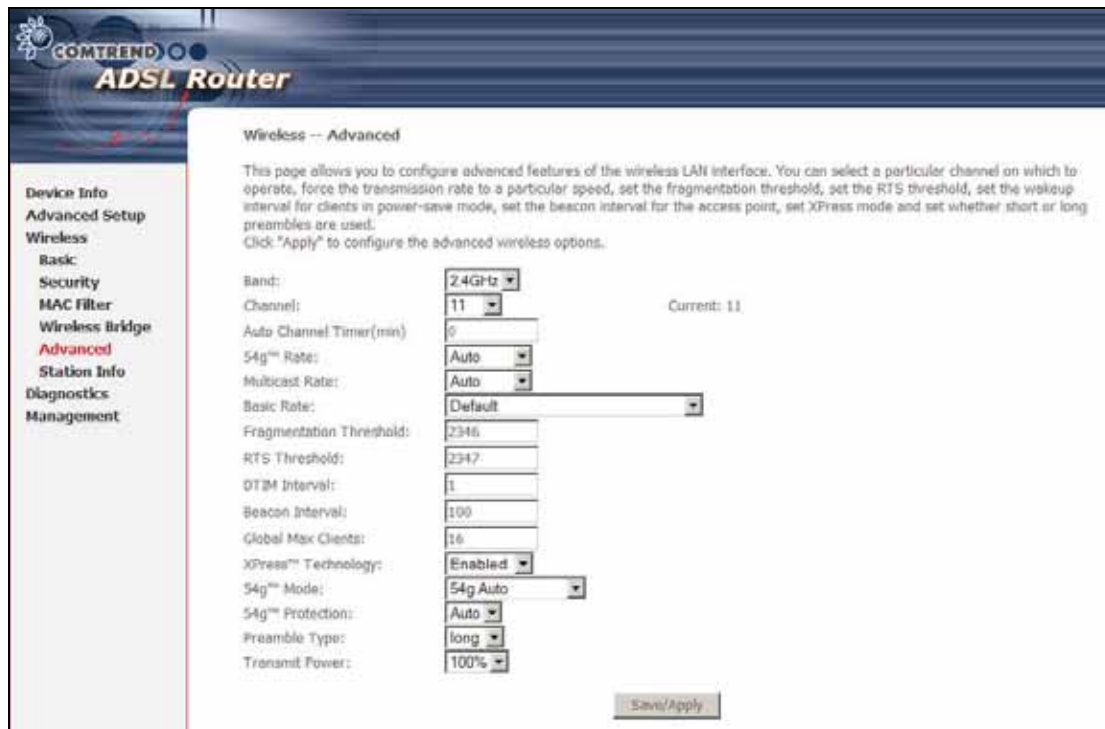 COMTREND
ADSL Router
Device Info
Advanced Setup
Wireless
Basic
Security
MAC Filter
Wireless Bridge
Advanced
Station Info
Diagnostics
Management
Wireless -- Advanced
This page allows you to configure advanced features of the wireless LAN interface. You can select a particular channel on which to
operate, force the transmission rate to a particular speed, set the fragmentation threshold, set the RTS threshold, set the wakeup
interval for clients in power-save mode, set the beacon interval for the access point, set XPress mode and set whether short or long
preambles are used.
Click "Apply" to configure the advanced wireless options.
Band: 2.4GHz
Channel: 11 Current: 11
Auto Channel Timer(min) 0
54g™ Rate: Auto
Multicast Rate: Auto
Basic Rate: Default
Fragmentation Threshold: 2346
RTS Threshold: 2347
DTIM Interval: 1
Beacon Interval: 100
Global Max Clients: 16
XPress™ Technology: Enabled
54g™ Mode: 54g Auto
54g™ Protection: Auto
Preamble Type: long
Transmit Power: 100%
Save/Apply